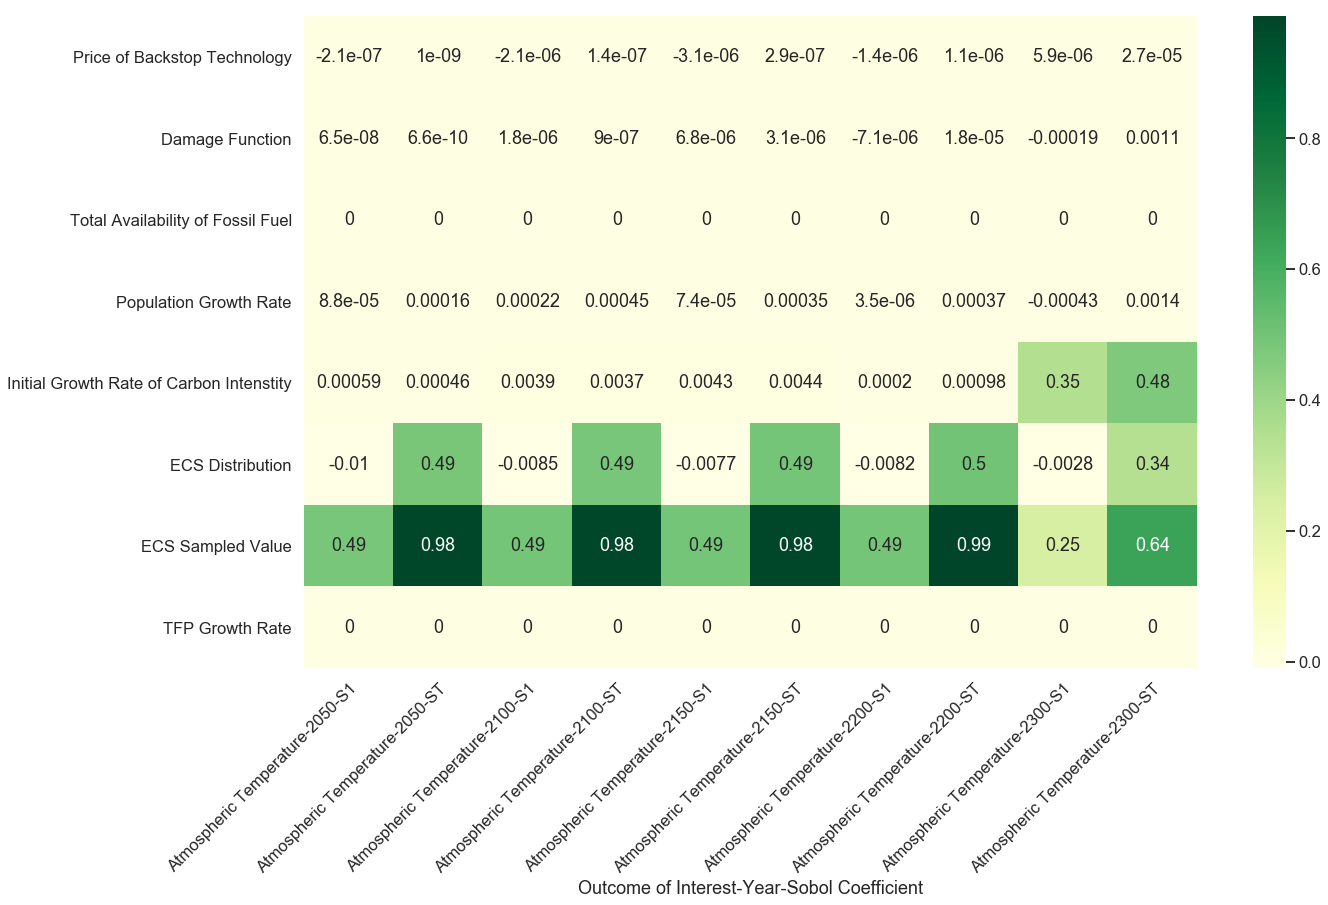 Price of Backstop Technology -2.1e-07 1e-09 -2.1e-06 1.4e-07 -3.1e-06 2.9e-07 -1.4e-06 1.1e-06 5.9e-06 2.7e-05
Damage Function 6.5e-08 6.6e-10 1.8e-06 9e-07 6.8e-06 3.1e-06 -7.1e-06 1.8e-05 -0.00019 0.0011
0.8
Total Availability of Fossil Fuel 0 0 0 0 0 0 0 0 0 0
0.6
Population Growth Rate 8.8e-05 0.00016 0.00022 0.00045 7.4e-05 0.00035 3.5e-06 0.00037 -0.00043 0.0014
Initial Growth Rate of Carbon Intenstity 0.00059 0.00046 0.0039 0.0037 0.0043 0.0044 0.0002 0.00098 0.35 0.48
0.4
ECS Distribution -0.01 0.49 -0.0085 0.49 -0.0077 0.49 -0.0082 0.5 -0.0028 0.34
0.2
ECS Sampled Value 0.49 0.98 0.49 0.98 0.49 0.98 0.49 0.99 0.25 0.64
TFP Growth Rate 0 0 0 0 0 0 0 0 0 0
0.0
Atmospheric Temperature-2050-S1
Atmospheric Temperature-2050-ST
Atmospheric Temperature-2100-S1
Atmospheric Temperature-2100-ST
Atmospheric Temperature-2150-S1
Atmospheric Temperature-2150-ST
Atmospheric Temperature-2200-S1
Atmospheric Temperature-2200-ST
Atmospheric Temperature-2300-S1
Atmospheric Temperature-2300-ST
Outcome of Interest-Year-Sobol Coefficient